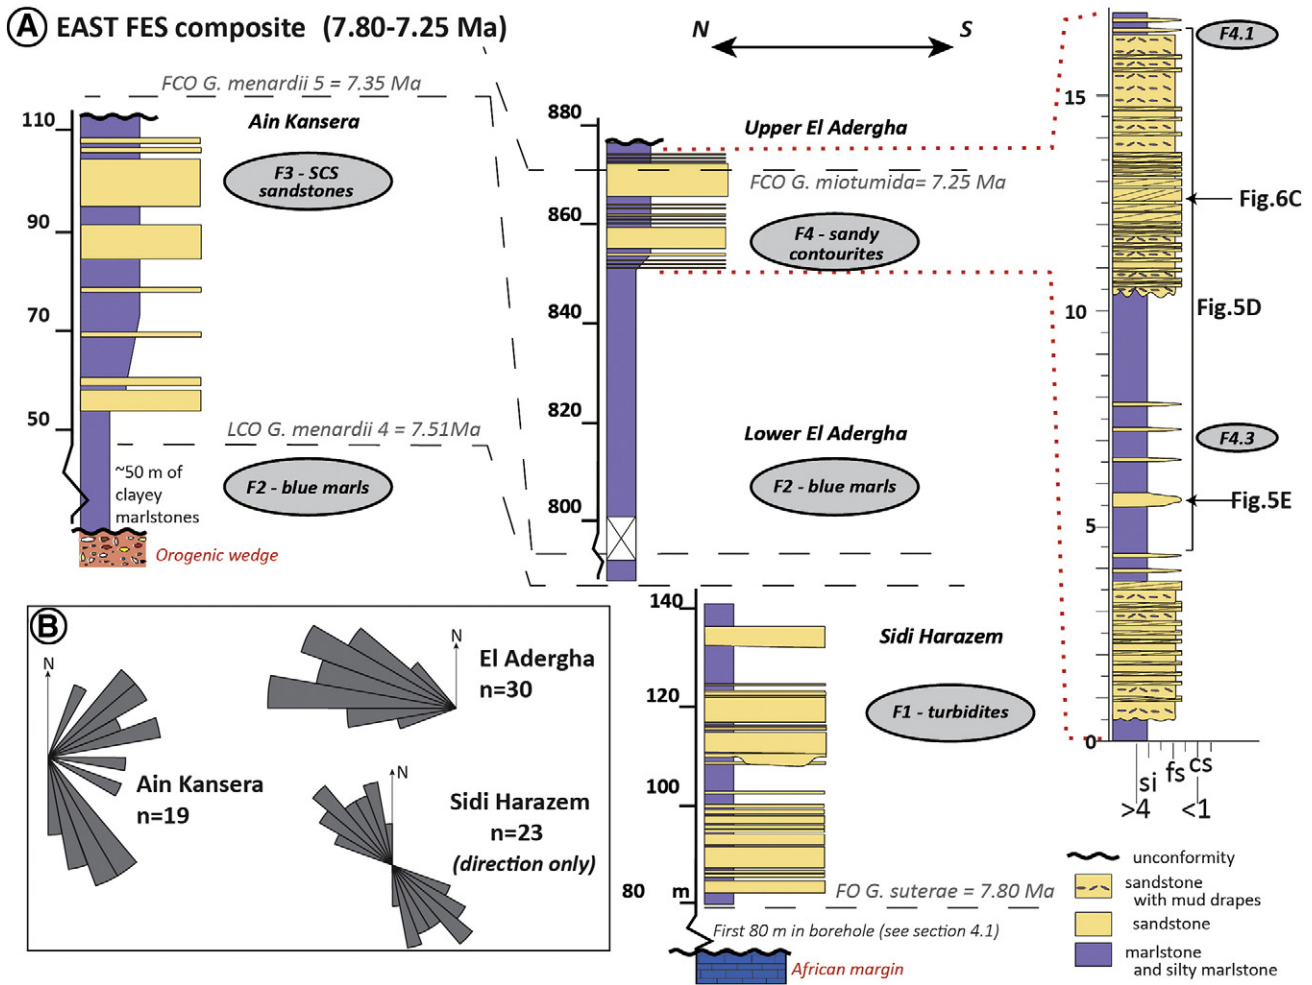 A EAST FES composite (7.80-7.25 Ma)
N S
FCO G. menardii 5 = 7.35 Ma
110
90
70
50
Ain Kansera
F3 - SCS
sandstones
LCO G. menardii 4 = 7.51Ma
F2 - blue marls
~50 m of
clayey
marlstones
Orogenic wedge
880
860
840
820
800
Upper El Adergha
FCO G. miotumida= 7.25 Ma
F4 - sandy
contourites
Lower El Adergha
F2 - blue marls
140
120
100
80 m
Sidi Harazem
F1 - turbidites
FO G. suterae = 7.80 Ma
First 80 m in borehole (see section 4.1)
African margin
15
10
5
0
F4.1
Fig.6C
Fig.5D
F4.3
Fig.5E
si fs cs
>4 <1
unconformity
sandstone
with mud drapes
sandstone
marlstone
and silty marlstone
B
N
Ain Kansera
n=19
N
El Adergha
n=30
N
Sidi Harazem
n=23
(direction only)